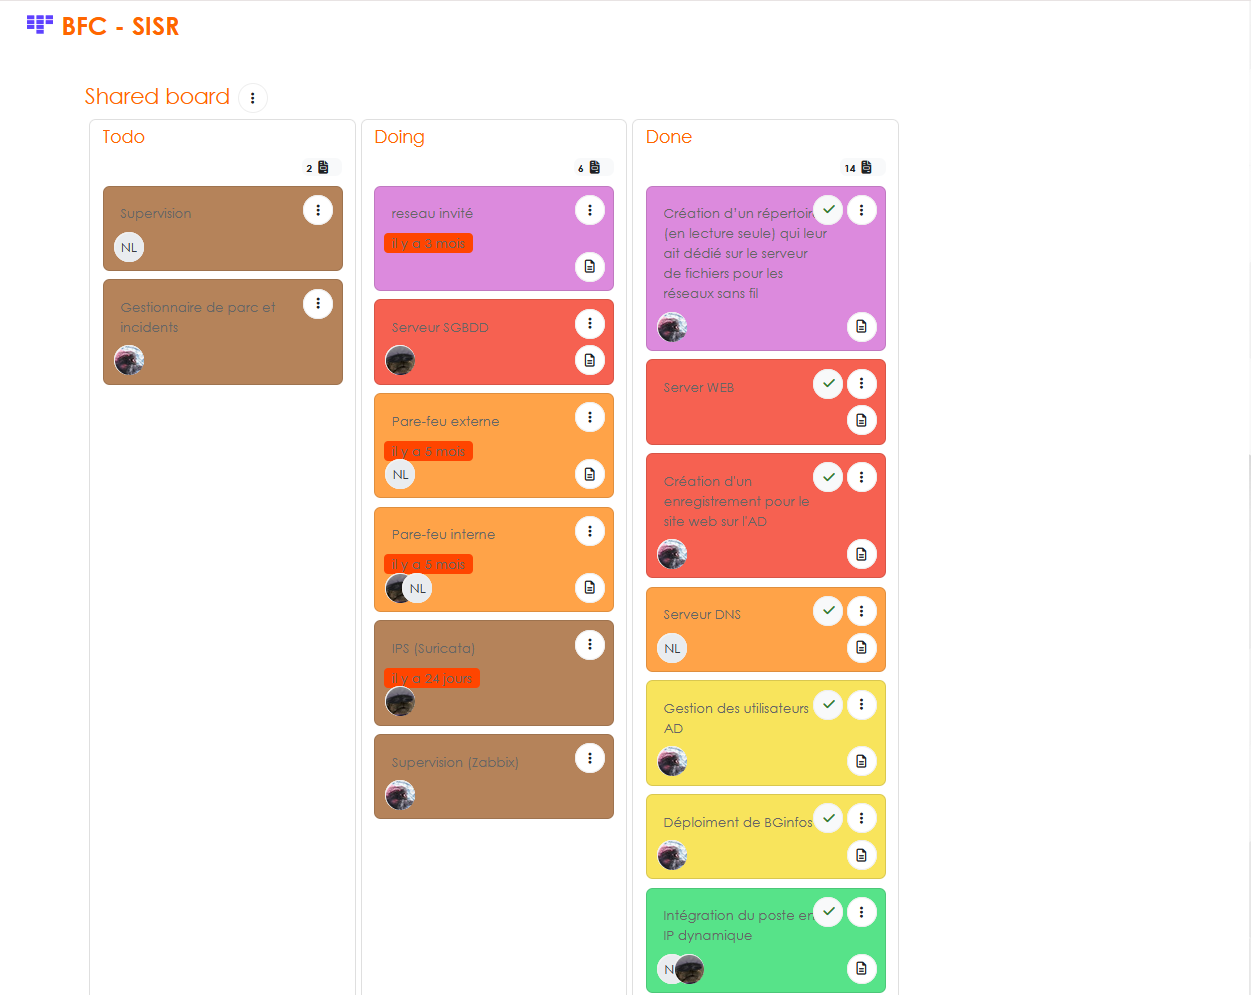 BFC - SISR
Shared board
Todo
2
Supervision
NL
Gestionnaire de parc et
incidents
Doing
6
reseau invité
il y a 3 mois
Serveur SGBDD
Pare-feu externe
il y a 5 mois
NL
Pare-feu interne
il y a 5 mois
NL
IPS (Suricata)
il y a 24 jours
Supervision (Zabbix)
Done
14
Création d'un répertoir
(en lecture seule) qui leur
ait dédié sur le serveur
de fichiers pour les
réseaux sans fil
Server WEB
Création d'un
enregistrement pour le
site web sur l'AD
Serveur DNS
NL
Gestion des utilisateurs
AD
Déploiment de BGinfos
Intégration du poste en
IP dynamique
N